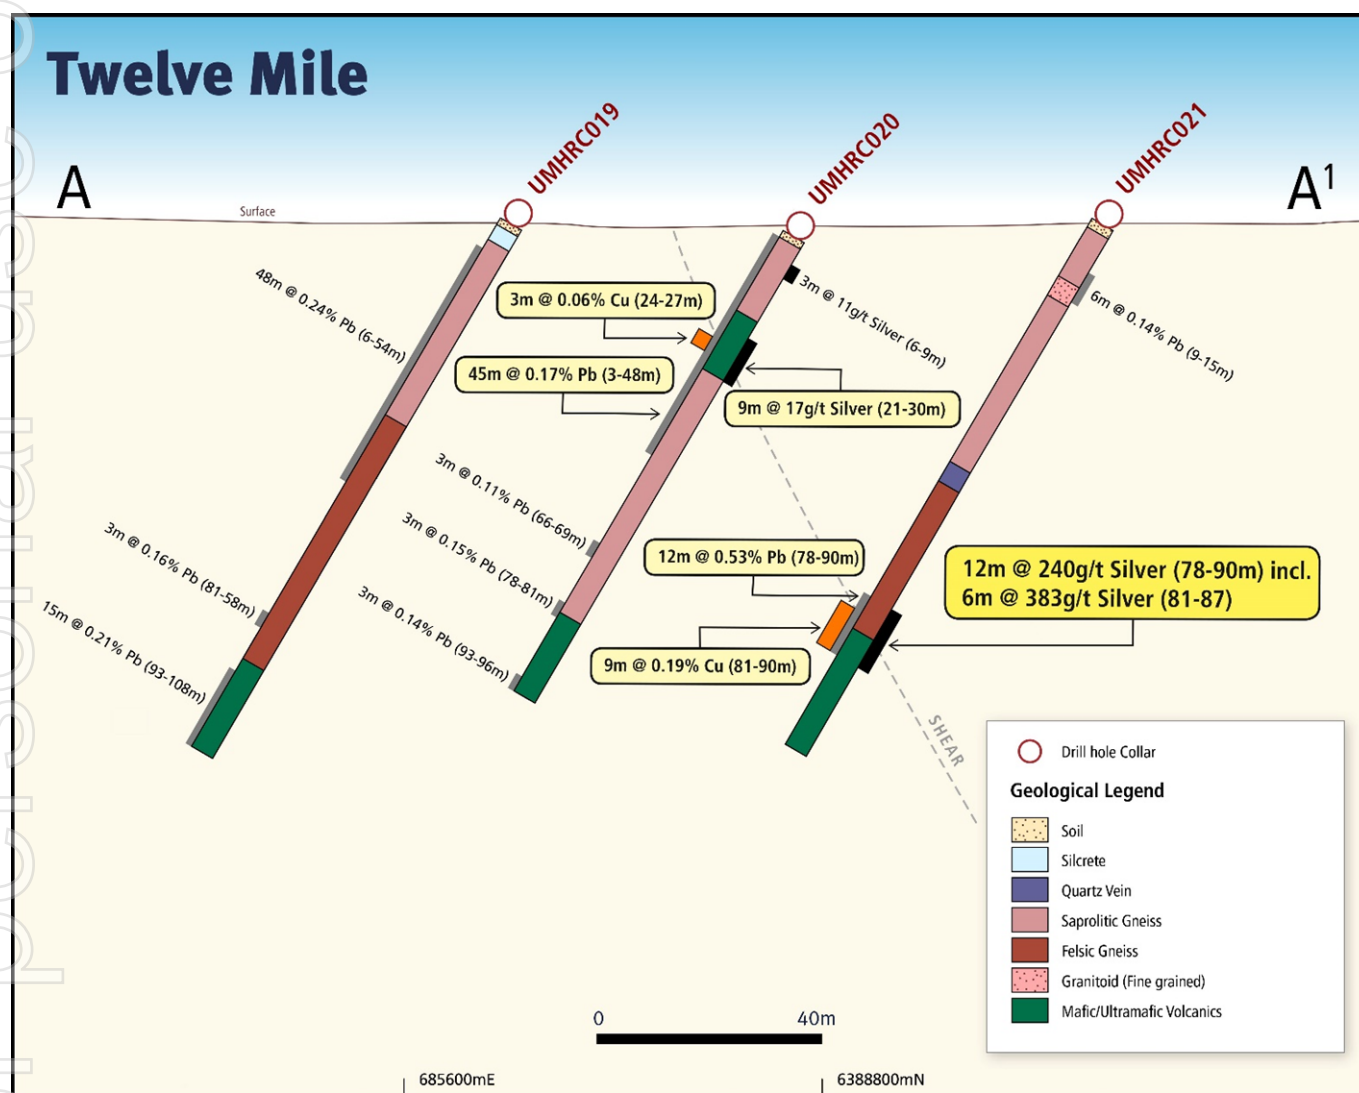 Twelve Mile
A
A1
UMHRC019
UMHRC020
UMHRC021
Surface
48m @ 0.24% Pb (6-54m)
3m @ 0.06% Cu (24-27m)
3m @ 11g/t Silver (6-9m)
6m @ 0.14% Pb (9-15m)
45m @ 0.17% Pb (3-48m)
9m @ 17g/t Silver (21-30m)
3m @ 0.11% Pb (66-69m)
3m @ 0.15% Pb (78-81m)
3m @ 0.14% Pb (93-96m)
3m @ 0.16% Pb (81-58m)
15m @ 0.21% Pb (93-108m)
12m @ 0.53% Pb (78-90m)
12m @ 240g/t Silver (78-90m) incl.
6m @ 383g/t Silver (81-87)
9m @ 0.19% Cu (81-90m)
SHEAR
Drill hole Collar
Geological Legend
Soil
Silcrete
Quartz Vein
Saprolitic Gneiss
Felsic Gneiss
Granitoid (Fine grained)
Mafic/Ultramafic Volcanics
0
40m
685600mE
6388800mN